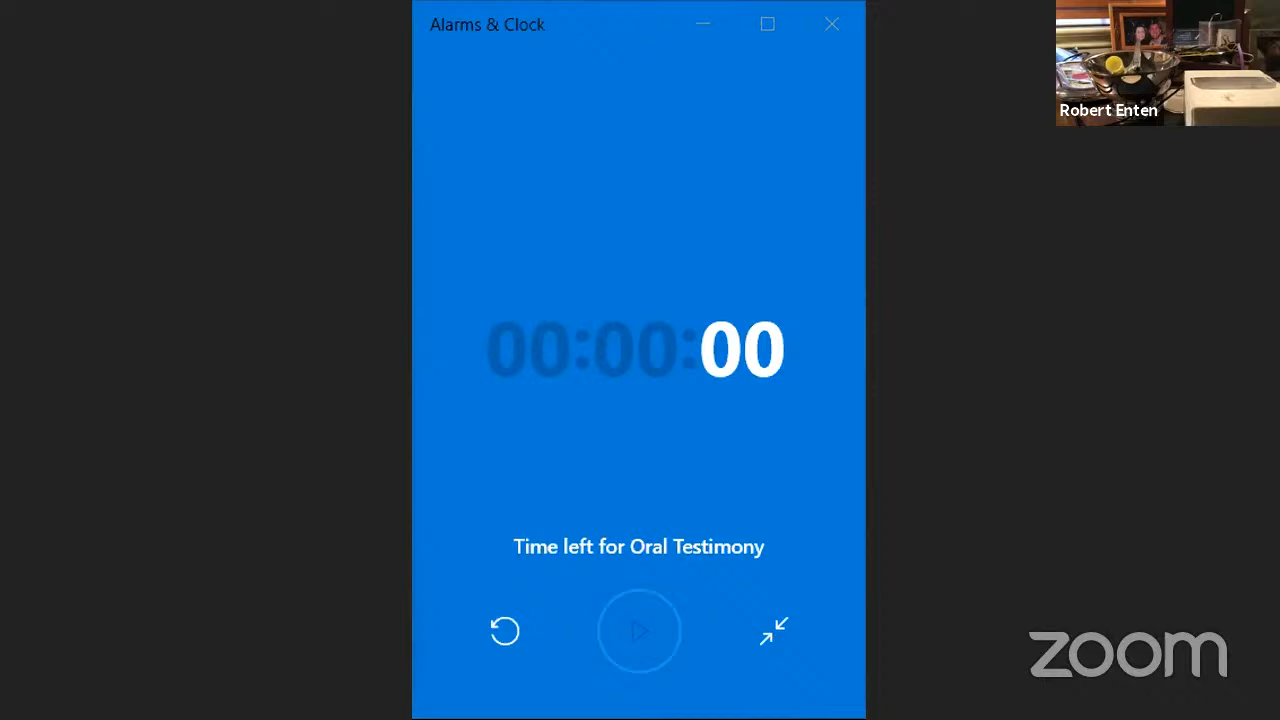 Alarms & Clock
Robert Enten
00:00:00
Time left for Oral Testimony
zoom